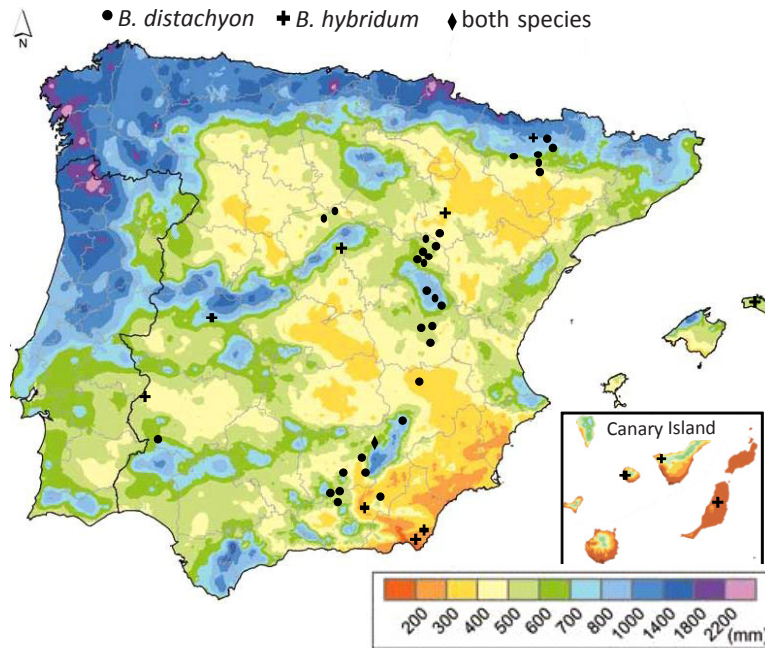 ● B. distachyon ✚ B. hybridum ♦ both species
N
Canary Island
200 300 400 500 600 700 800 1000 1400 1800 2200 (mm)